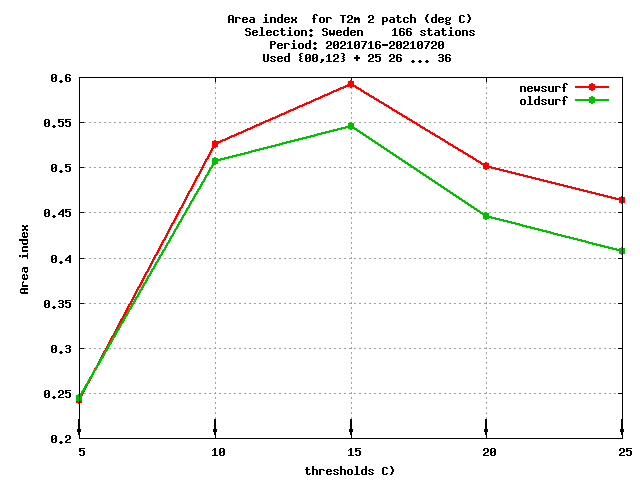 Area index  for T2m 2 patch (deg C)
Selection: Sweden    166 stations
Period: 20210716-20210720
Used {00,12} + 25 26 ... 36
newsurf
oldsurf
0.6
0.55
0.5
0.45
0.4
0.35
0.3
0.25
0.2
Area index
5 10 15 20 25
thresholds C)